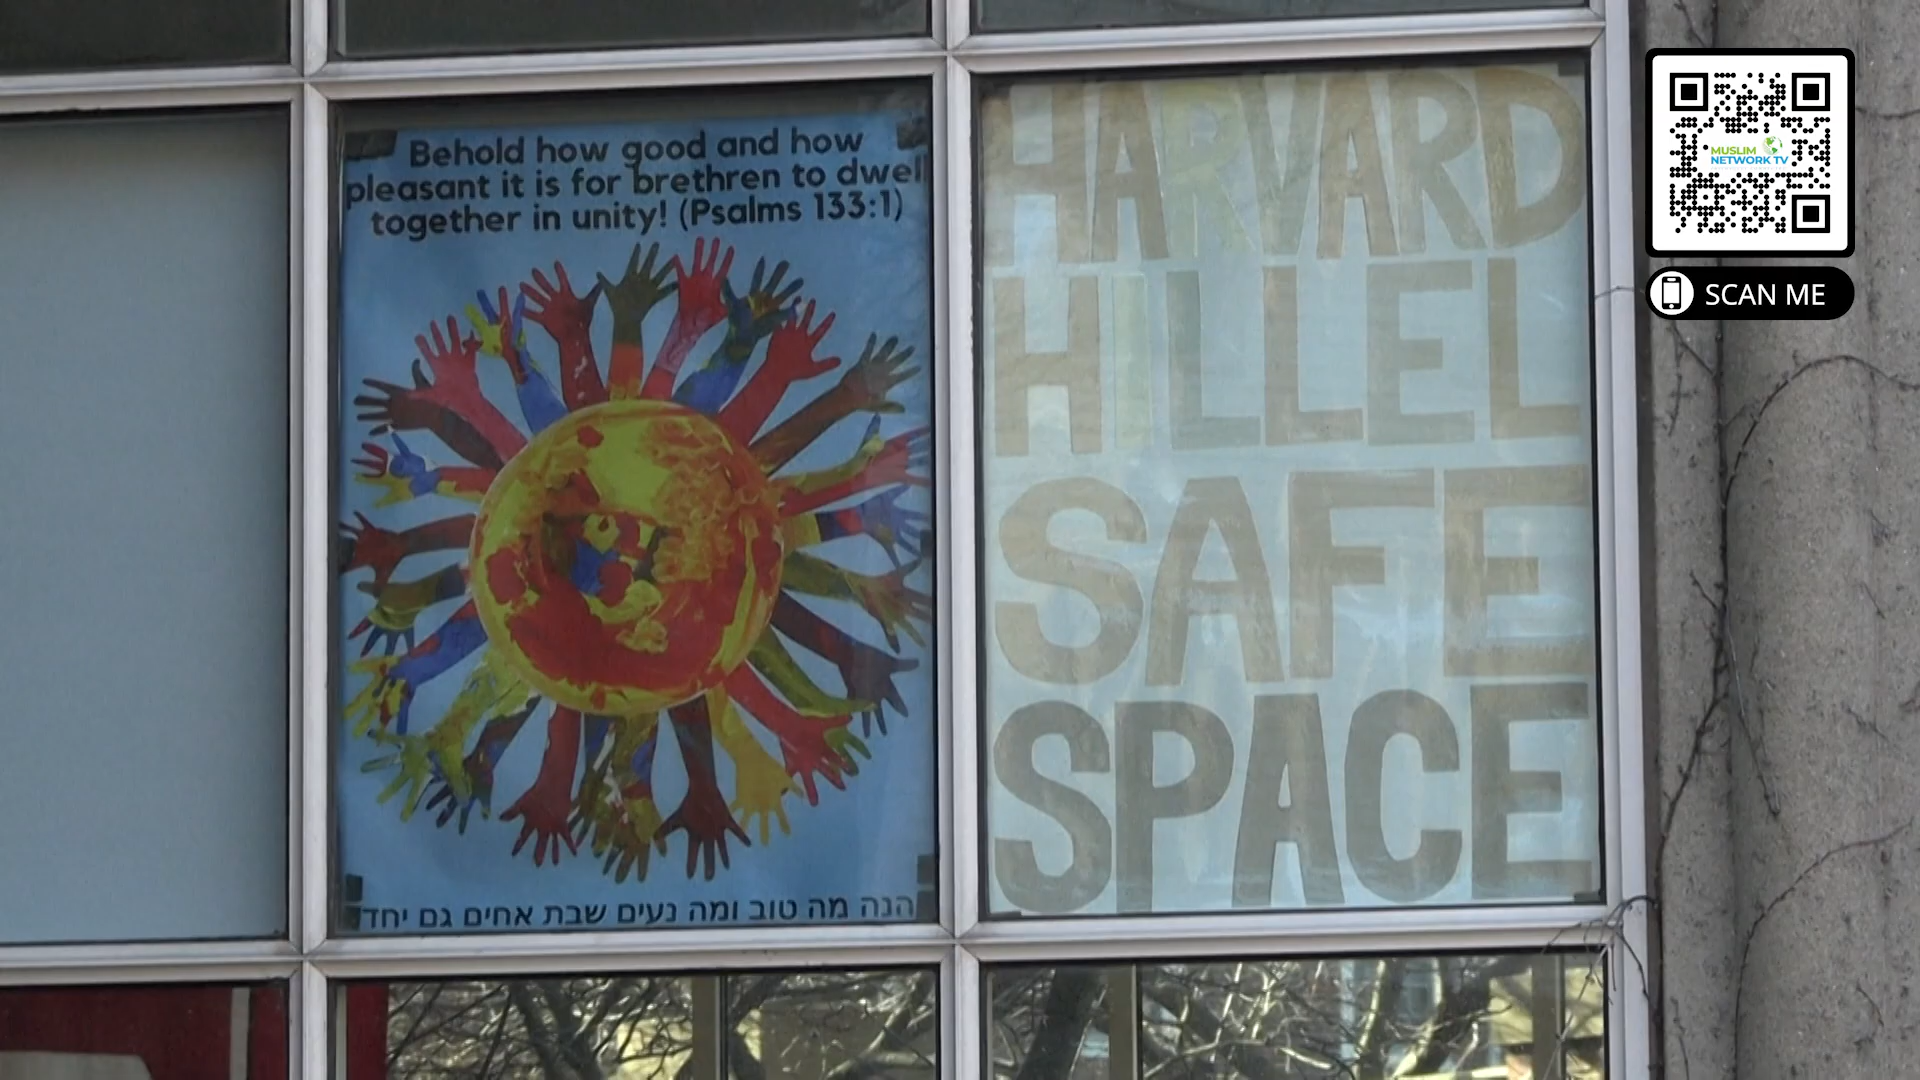 Behold how good and how
pleasant it is for brethren to dwell
together in unity! (Psalms 133:1)
הנה מה טוב ומה נעים שבת אחים גם יחד
HARVARD
HILLEL
SAFE
SPACE
MUSLIM
NETWORK TV
SCAN ME